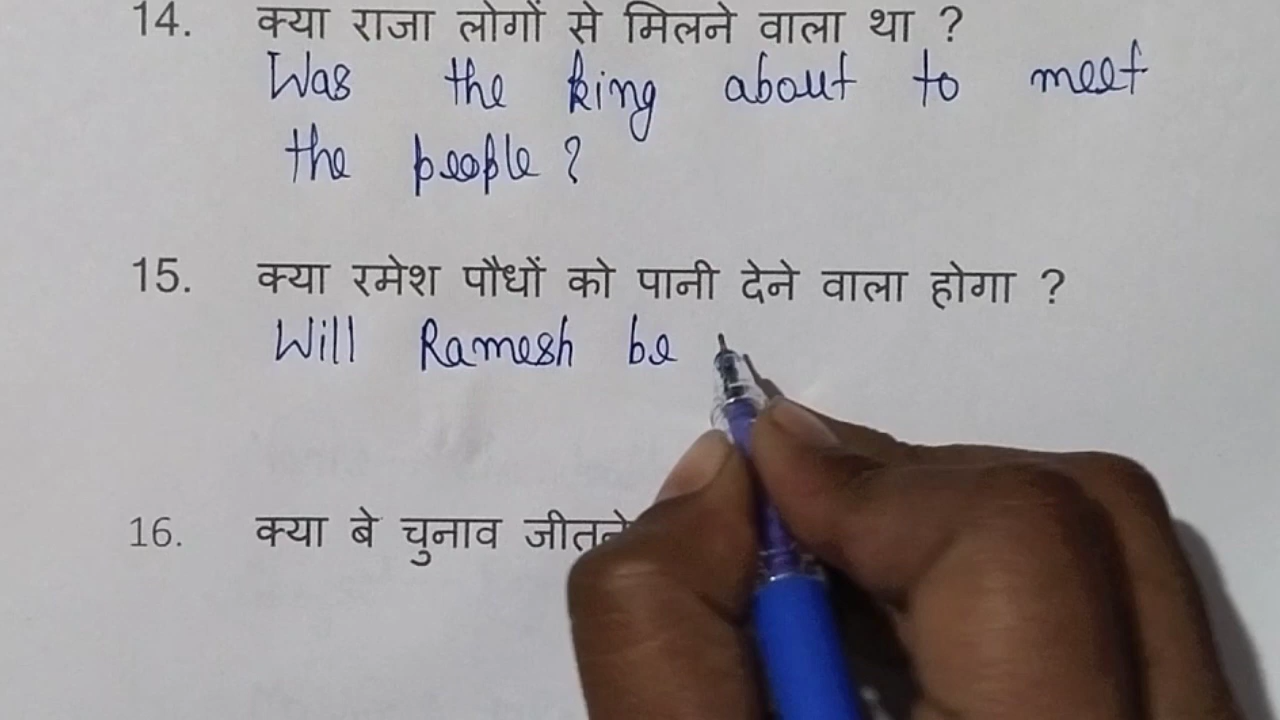 14. क्या राजा लोगों से मिलने वाला था ?
Was the king about to meet
the people?
15. क्या रमेश पौधों को पानी देने वाला होगा ?
Will Ramesh be
16. क्या बे चुनाव